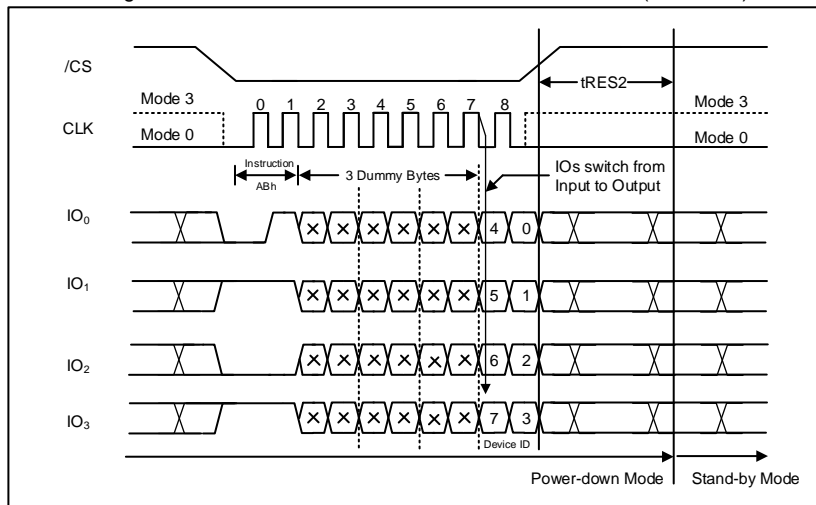 /CS
tRES2
Mode 3
0 1 2 3 4 5 6 7 8
Mode 3
CLK
Mode 0
Mode 0
Instruction
ABh
3 Dummy Bytes
IOs switch from
Input to Output
IO0
4 0
IO1
5 1
IO2
6 2
IO3
7 3
Device ID
Power-down Mode
Stand-by Mode